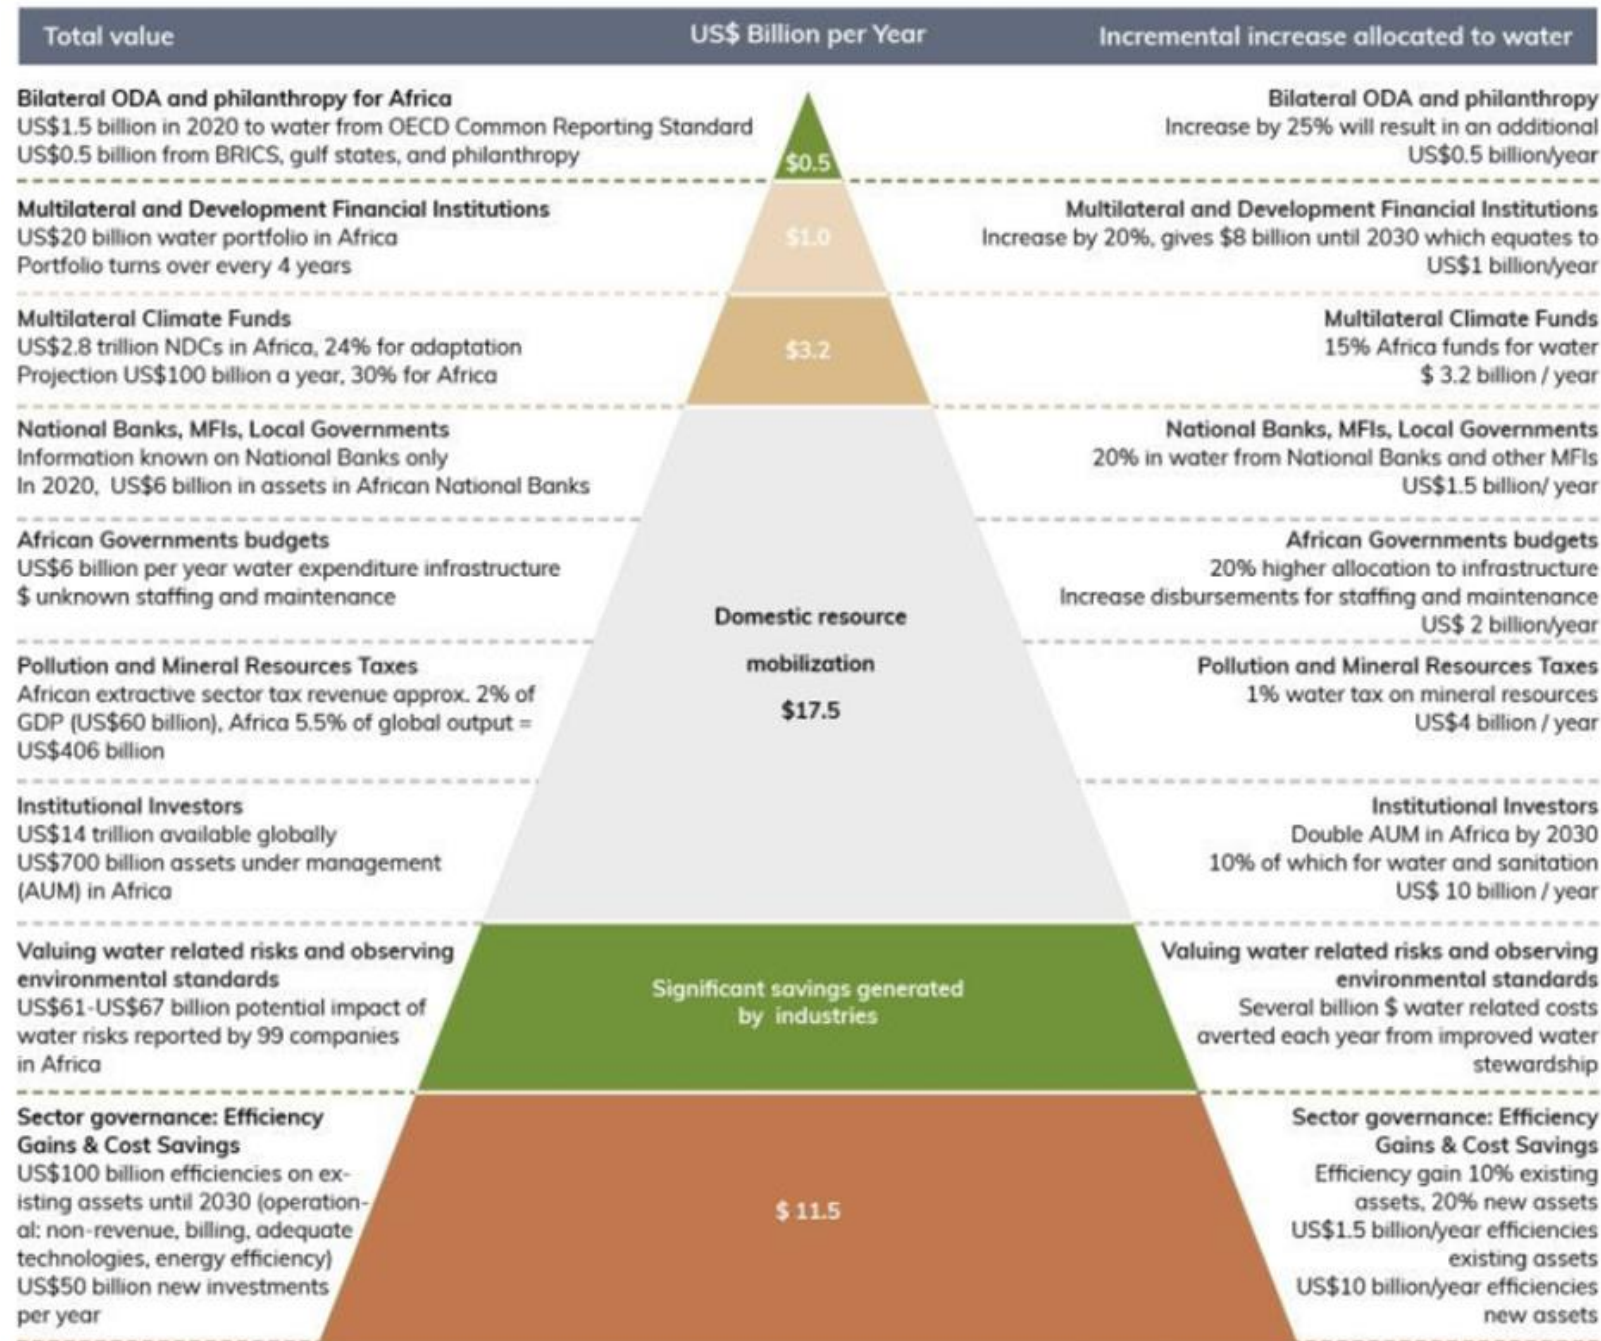 Total value
US$ Billion per Year
Incremental increase allocated to water
Bilateral ODA and philanthropy for Africa
US$1.5 billion in 2020 to water from OECD Common Reporting Standard
US$0.5 billion from BRICS, gulf states, and philanthropy
$0.5
Bilateral ODA and philanthropy
Increase by 25% will result in an additional
US$0.5 billion/year
Multilateral and Development Financial Institutions
US$20 billion water portfolio in Africa
Portfolio turns over every 4 years
$1.0
Multilateral and Development Financial Institutions
Increase by 20%, gives $8 billion until 2030 which equates to
US$1 billion/year
Multilateral Climate Funds
US$2.8 trillion NDCs in Africa, 24% for adaptation
Projection US$100 billion a year, 30% for Africa
$3.2
Multilateral Climate Funds
15% Africa funds for water
$ 3.2 billion / year
National Banks, MFIs, Local Governments
Information known on National Banks only
In 2020, US$6 billion in assets in African National Banks
National Banks, MFIs, Local Governments
20% in water from National Banks and other MFIs
US$1.5 billion/ year
African Governments budgets
US$6 billion per year water expenditure infrastructure
$ unknown staffing and maintenance
African Governments budgets
20% higher allocation to infrastructure
Increase disbursements for staffing and maintenance
US$ 2 billion/year
Domestic resource
mobilization
$17.5
Pollution and Mineral Resources Taxes
African extractive sector tax revenue approx. 2% of
GDP (US$60 billion), Africa 5.5% of global output =
US$406 billion
Pollution and Mineral Resources Taxes
1% water tax on mineral resources
US$4 billion / year
Institutional Investors
US$14 trillion available globally
US$700 billion assets under management
(AUM) in Africa
Institutional Investors
Double AUM in Africa by 2030
10% of which for water and sanitation
US$ 10 billion / year
Valuing water related risks and observing
environmental standards
US$61-US$67 billion potential impact of
water risks reported by 99 companies
in Africa
Significant savings generated
by industries
Valuing water related risks and observing
environmental standards
Several billion $ water related costs
averted each year from improved water
stewardship
Sector governance: Efficiency
Gains & Cost Savings
US$100 billion efficiencies on ex-
isting assets until 2030 (operation-
al: non-revenue, billing, adequate
technologies, energy efficiency)
US$50 billion new investments
per year
$ 11.5
Sector governance: Efficiency
Gains & Cost Savings
Efficiency gain 10% existing
assets, 20% new assets
US$1.5 billion/year efficiencies
existing assets
US$10 billion/year efficiencies
new assets